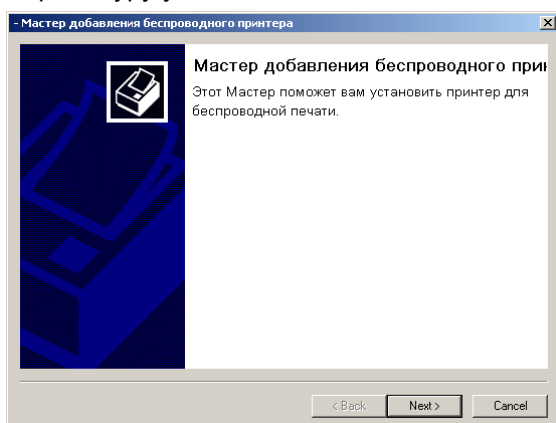 - Мастер добавления беспроводного принтера
Мастер добавления беспроводного при
Этот Мастер поможет вам установить принтер для
беспроводной печати.
< Back
Next >
Cancel